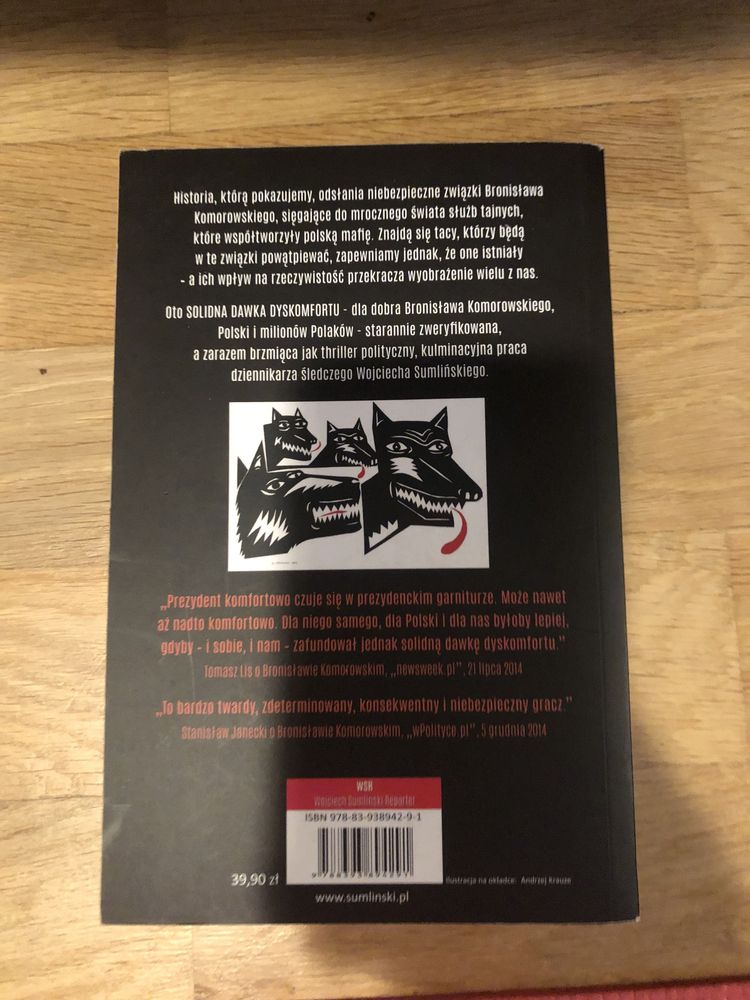 Historia, którą pokazujemy, odsłania niebezpieczne związki Bronisława
Komorowskiego, sięgające do mrocznego świata służb tajnych,
które współtworzyły polską mafię. Znajdą się tacy, którzy będą
w te związki powątpiewać, zapewniamy jednak, że one istniały
– a ich wpływ na rzeczywistość przekracza wyobrażenie wielu z nas.
Oto SOLIDNA DAWKA DYSKOMFORTU - dla dobra Bronisława Komorowskiego,
Polski i milionów Polaków - starannie zweryfikowana,
a zarazem brzmiąca jak thriller polityczny, kulminacyjna praca
dziennikarza śledczego Wojciecha Sumlińskiego.
„Prezydent komfortowo czuje się w prezydenckim garniturze. Może nawet
aż nadto komfortowo. Dla niego samego, dla Polski i dla nas byłoby lepiej,
gdyby – i sobie, i nam – zafundował jednak solidną dawkę dyskomfortu.”
Tomasz Lis o Bronisławie Komorowskim, „newsweek.pl”, 21 lipca 2014
„To bardzo twardy, zdeterminowany, konsekwentny i niebezpieczny gracz.”
Stanisław Janecki o Bronisławie Komorowskim, „wPolityce.pl”, 5 grudnia 2014
WSR
Wojciech Sumliński Reporter
ISBN 978-83-938942-9-1
9 788393 894291
39,90 zł
Ilustracja na okładce: Andrzej Krauze
www.sumlinski.pl